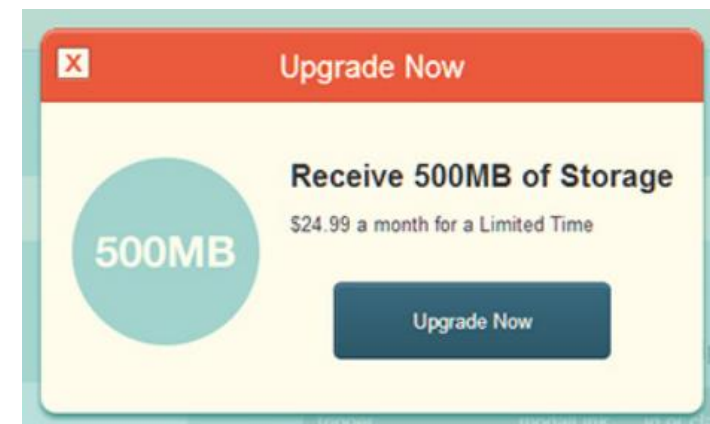 X
Upgrade Now
Receive 500MB of Storage
$24.99 a month for a Limited Time
500MB
Upgrade Now